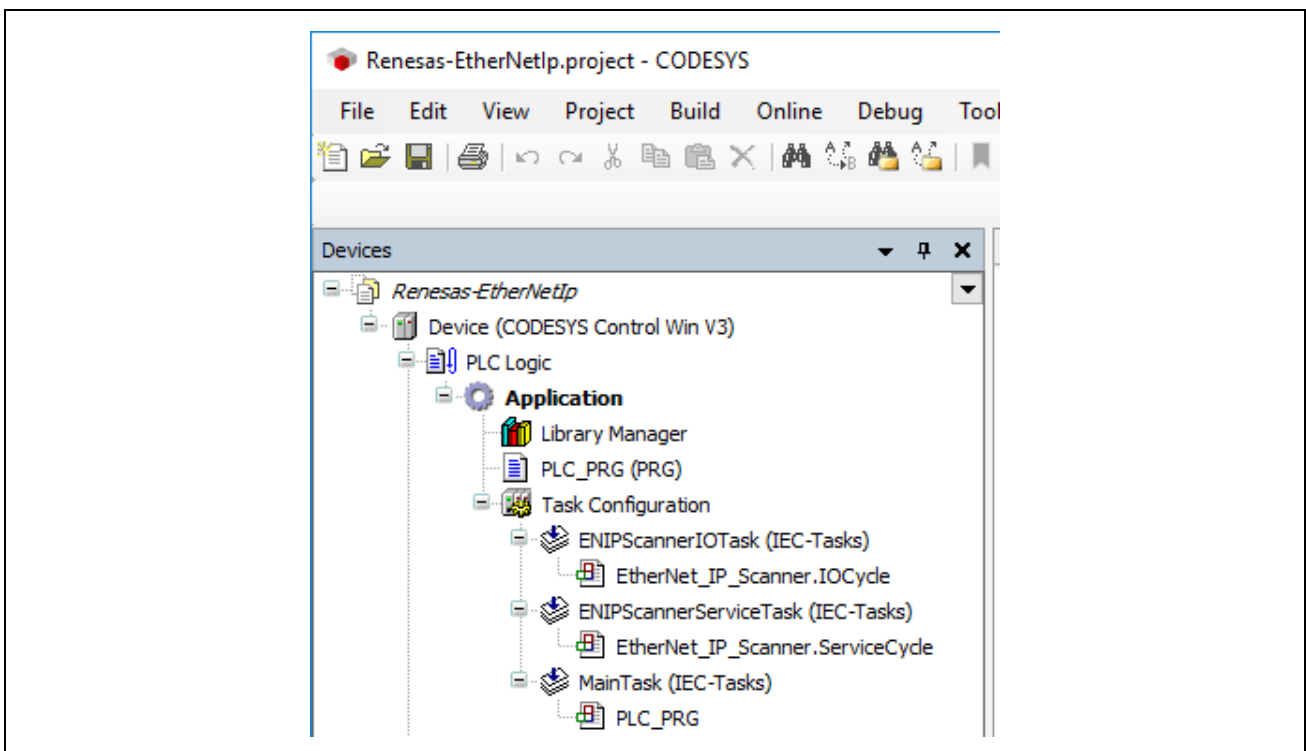 Renesas-EtherNetIp.project - CODESYS
File Edit View Project Build Online Debug Tool
Devices
Renesas-EtherNetIp
Device (CODESYS Control Win V3)
PLC Logic
Application
Library Manager
PLC_PRG (PRG)
Task Configuration
ENIPScannerIOTask (IEC-Tasks)
EtherNet_IP_Scanner.IOCycle
ENIPScannerServiceTask (IEC-Tasks)
EtherNet_IP_Scanner.ServiceCycle
MainTask (IEC-Tasks)
PLC_PRG